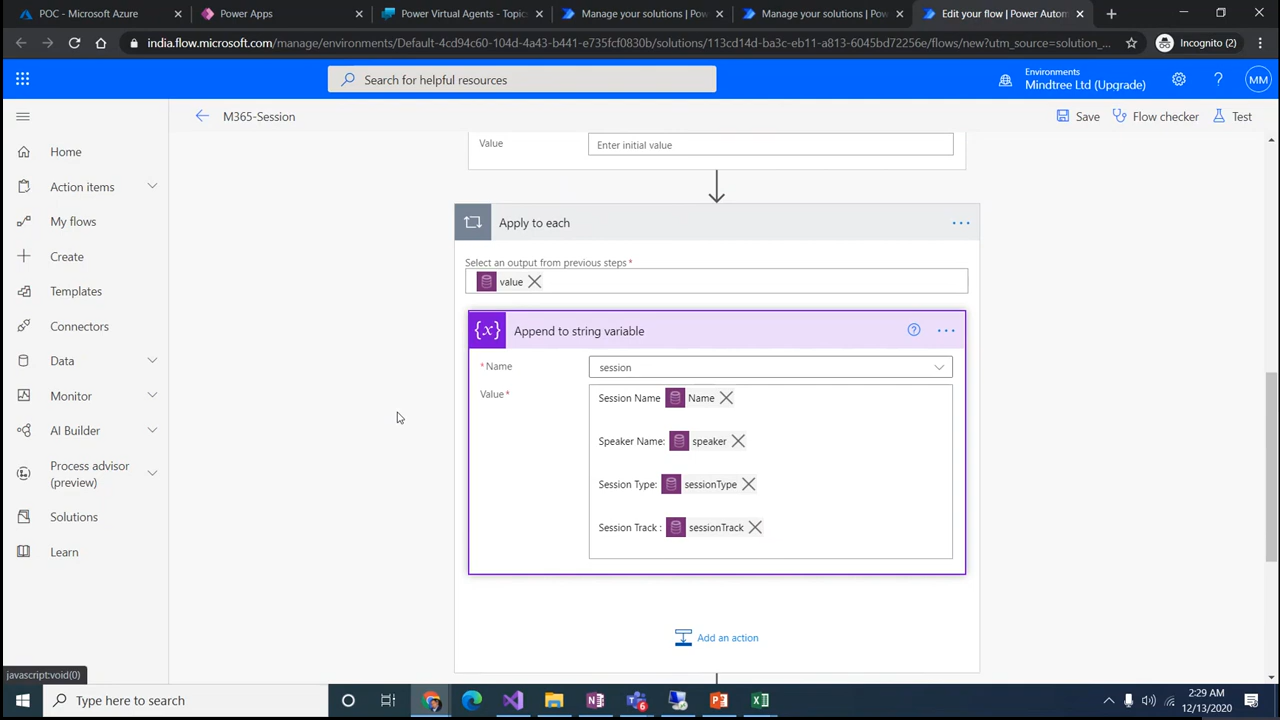 POC - Microsoft Azure
Power Apps
Power Virtual Agents - Topic
Manage your solutions | Power
Manage your solutions | Power A
Edit your flow | Power Autom
india.flow.microsoft.com/manage/environments/Default-4cd94c60-104d-4a43-b441-e735fcf0830b/solutions/113cd14d-ba3c-eb11-a813-6045bd72256e/flows/new?utm_source=solution_...
Incognito (2)
Search for helpful resources
Environments
Mindtree Ltd (Upgrade)
?
MM
M365-Session
Save
Flow checker
Test
Home
Action items
My flows
Create
Templates
Connectors
Data
Monitor
AI Builder
Process advisor
(preview)
Solutions
Learn
Value
Enter initial value
Apply to each
Select an output from previous steps *
value
{x}
Append to string variable
* Name
session
Value *
Session Name Name
Speaker Name: speaker
Session Type: sessionType
Session Track : sessionTrack
Add an action
javascript:void(0)
Type here to search
2:29 AM
12/13/2020